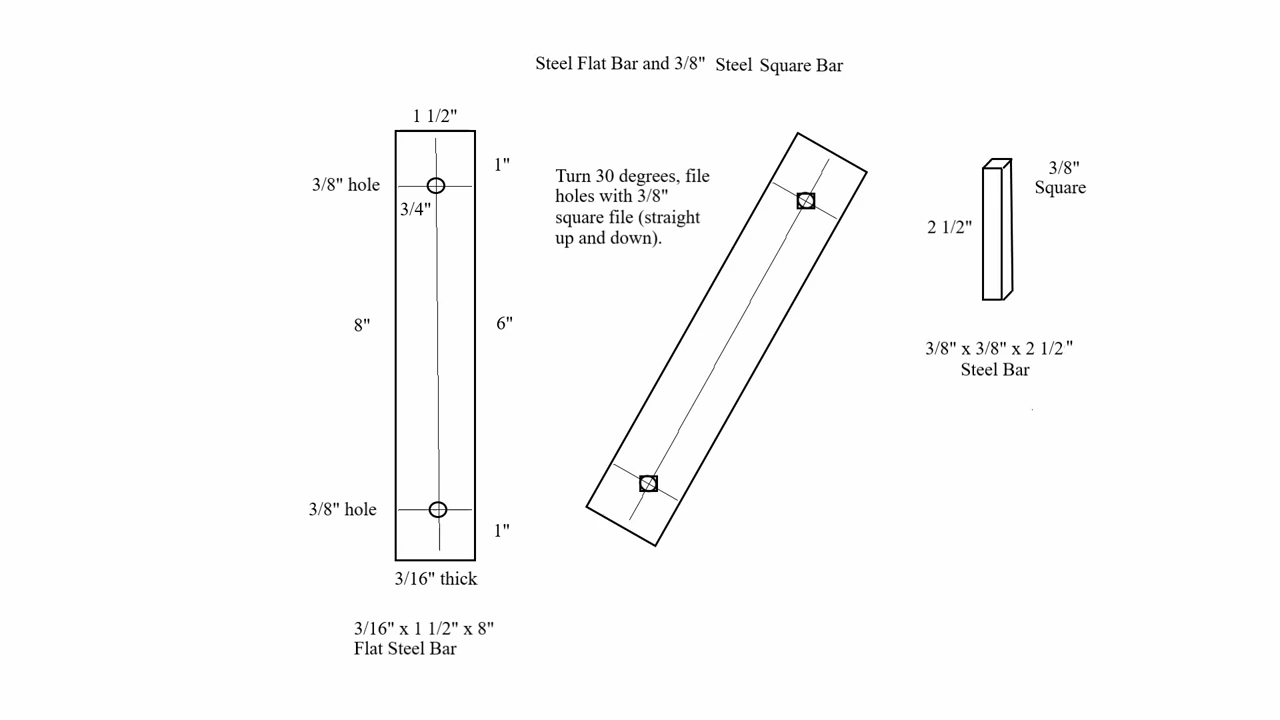 Steel Flat Bar and 3/8" Steel Square Bar
1 1/2"
1"
3/8" hole
3/4"
8"
6"
3/8" hole
1"
3/16" thick
3/16" x 1 1/2" x 8"
Flat Steel Bar
Turn 30 degrees, file
holes with 3/8"
square file (straight
up and down).
3/8"
Square
2 1/2"
3/8" x 3/8" x 2 1/2"
Steel Bar